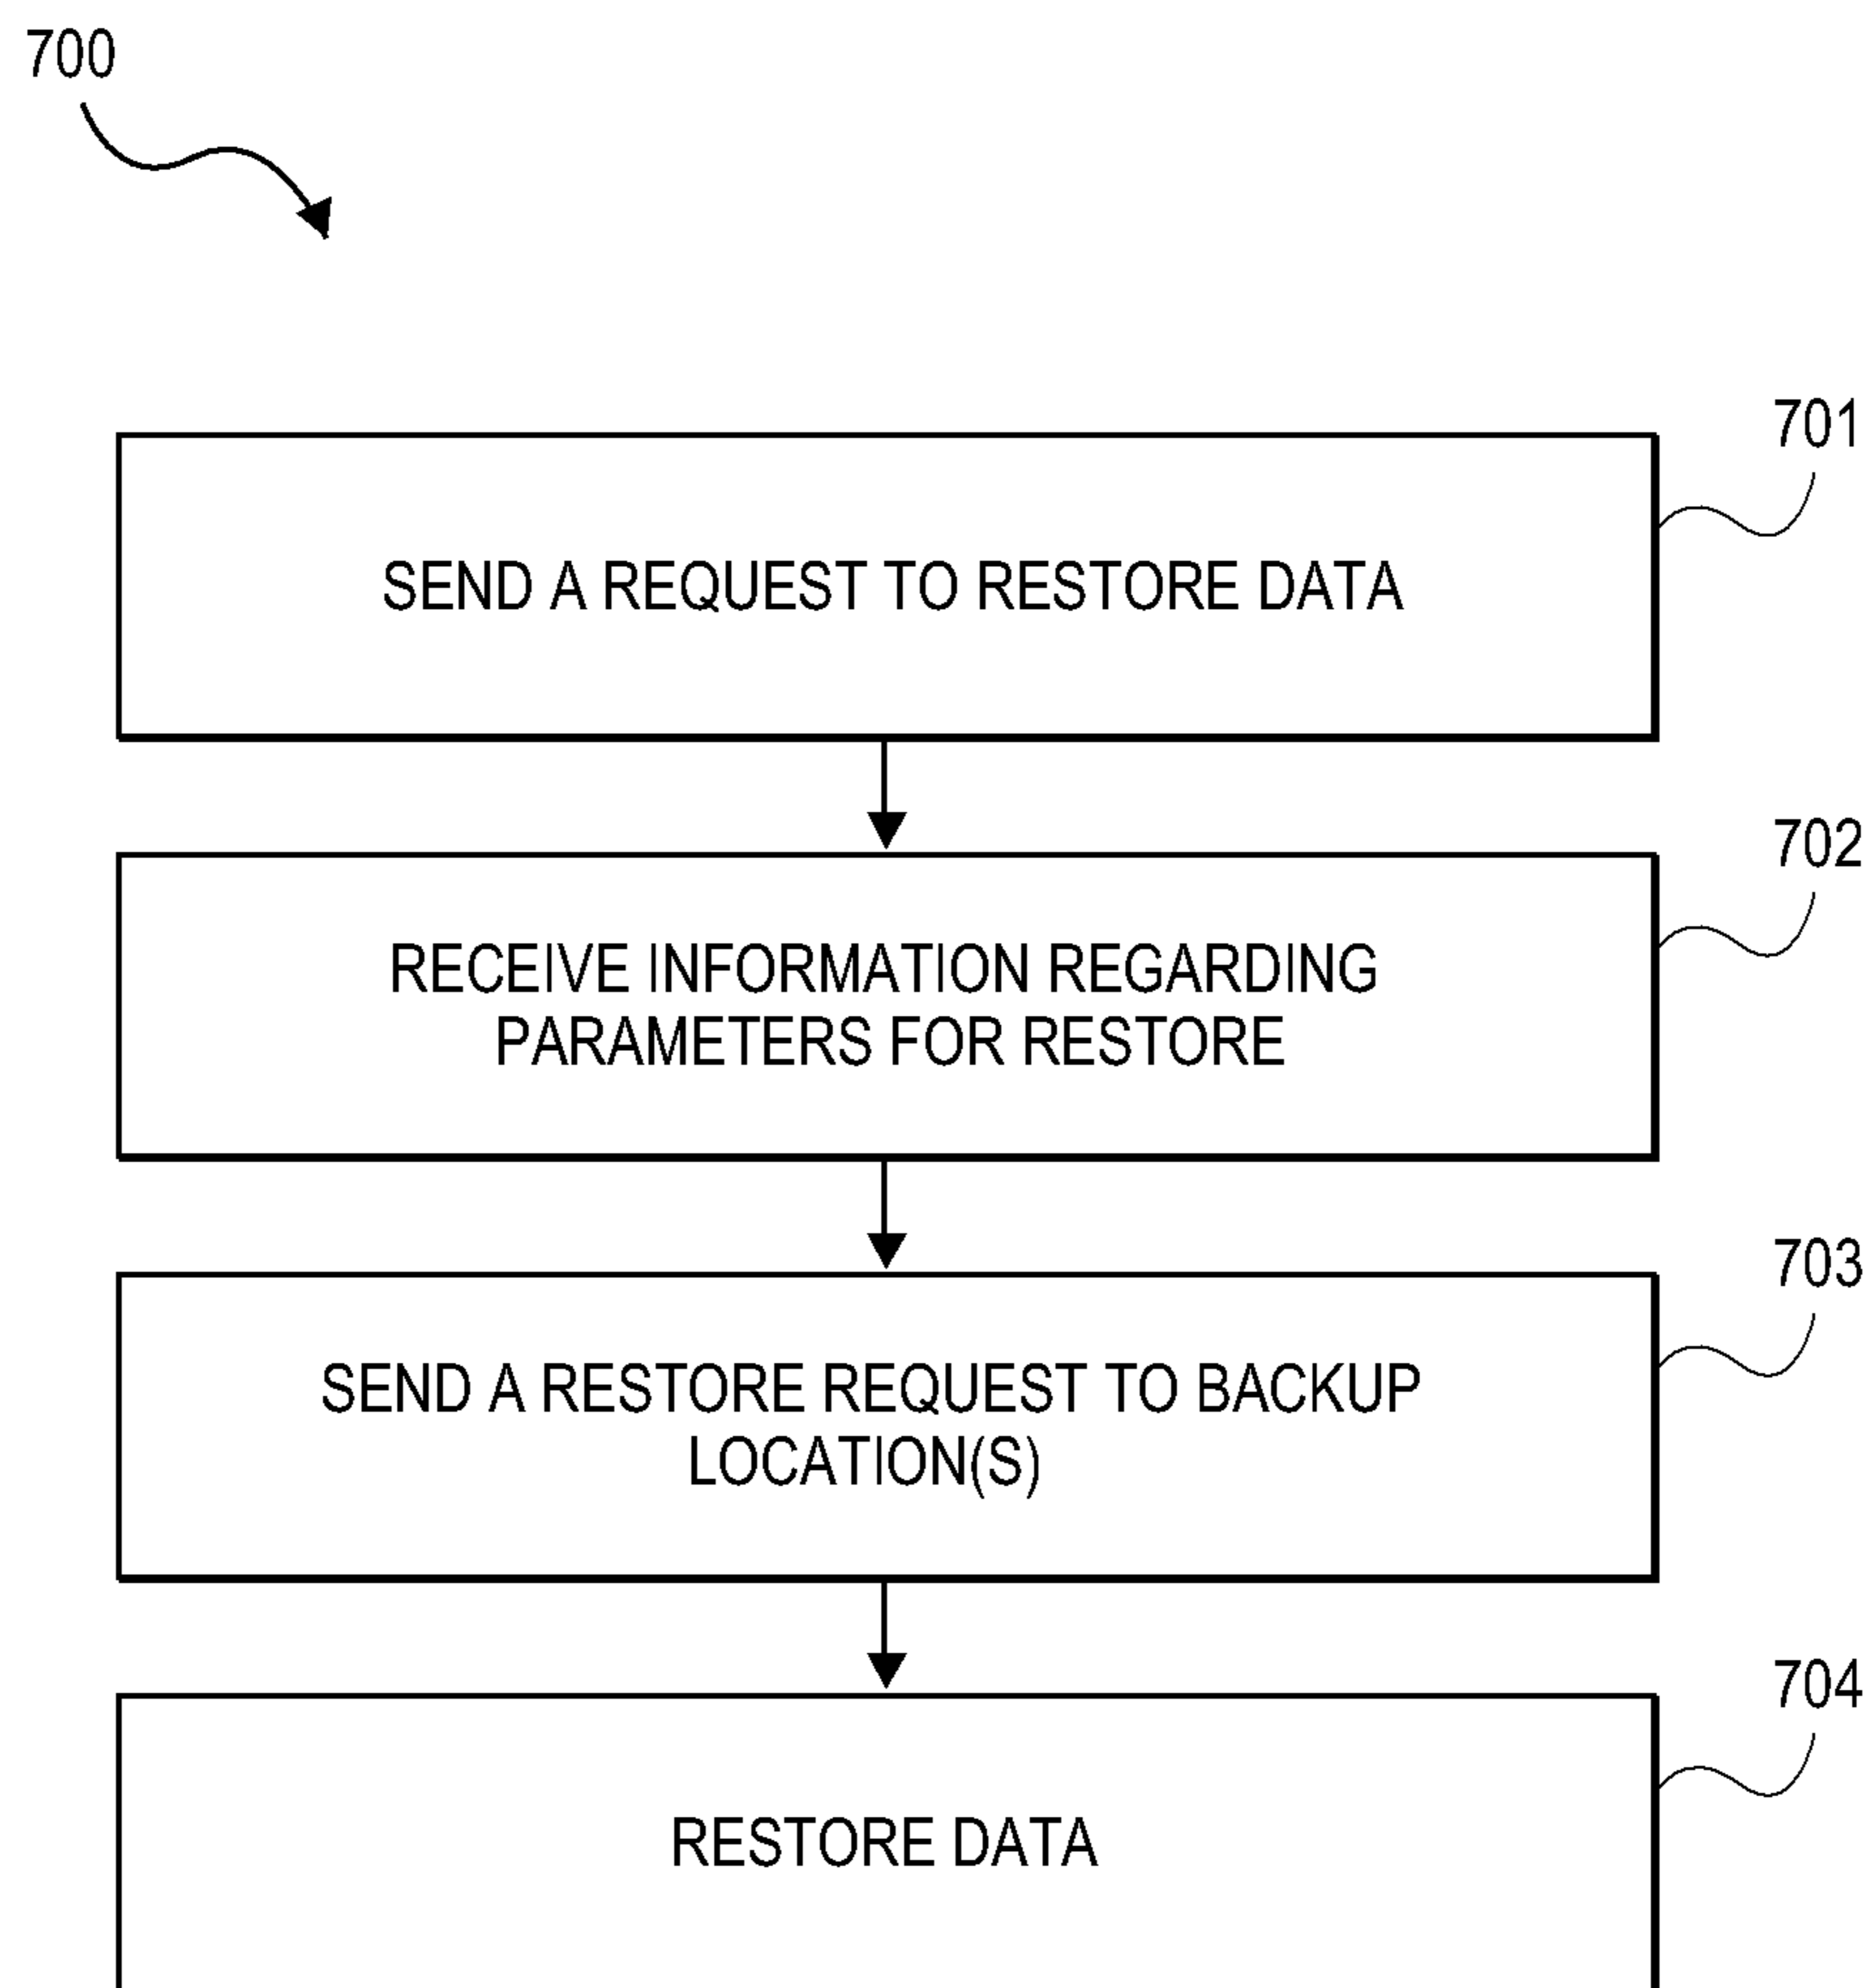 700
701
SEND A REQUEST TO RESTORE DATA
702
RECEIVE INFORMATION REGARDING
PARAMETERS FOR RESTORE
703
SEND A RESTORE REQUEST TO BACKUP
LOCATION(S)
704
RESTORE DATA